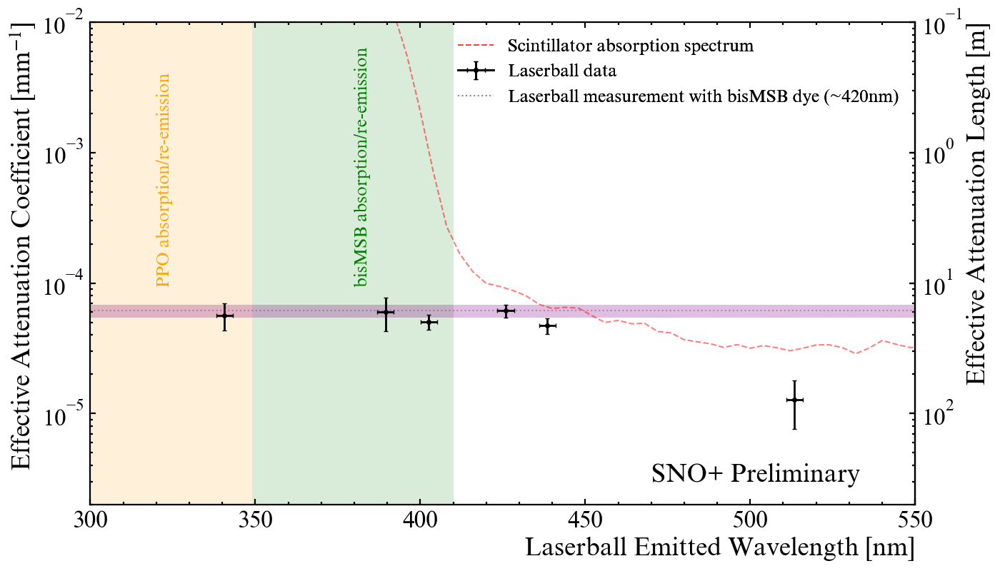 Effective Attenuation Coefficient [mm⁻¹]
10⁻²
10⁻³
10⁻⁴
10⁻⁵
PPO absorption/re-emission
bisMSB absorption/re-emission
Scintillator absorption spectrum
Laserball data
Laserball measurement with bisMSB dye (~420nm)
SNO+ Preliminary
10⁻¹
10⁰
10¹
10²
Effective Attenuation Length [m]
300 350 400 450 500 550
Laserball Emitted Wavelength [nm]